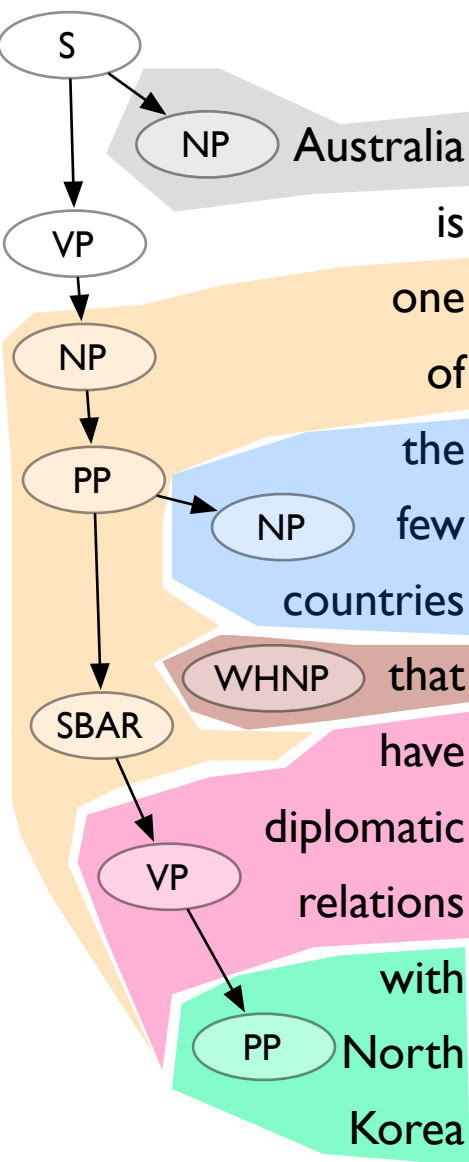 S
NP Australia
is
VP
one
NP
of
the
PP
NP few
countries
WHNP that
SBAR
have
diplomatic
VP
relations
with
PP North
Korea